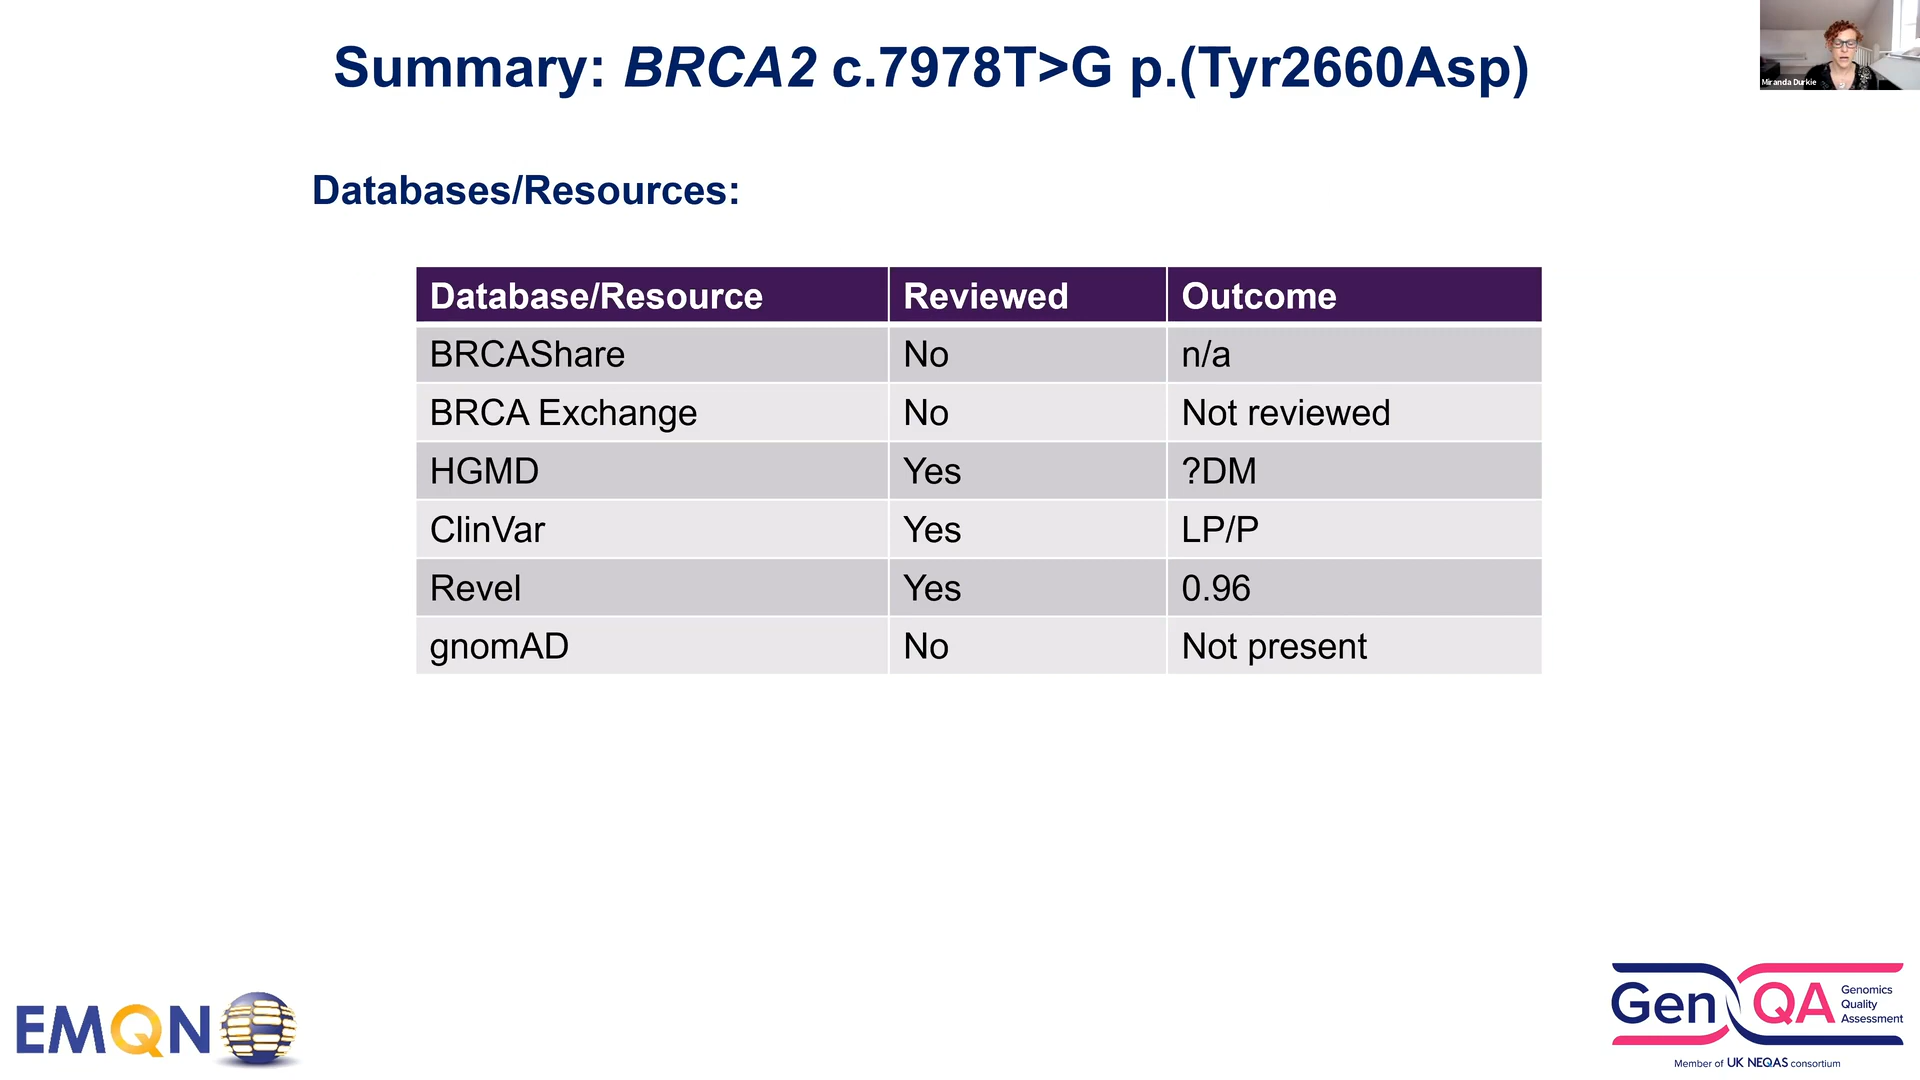 Summary: BRCA2 c.7978T>G p.(Tyr2660Asp)
Miranda Durkie
Databases/Resources:
Database/Resource Reviewed Outcome
BRCAShare No n/a
BRCA Exchange No Not reviewed
HGMD Yes ?DM
ClinVar Yes LP/P
Revel Yes 0.96
gnomAD No Not present
EMQN
GenQA
Genomics
Quality
Assessment
Member of UK NEQAS consortium